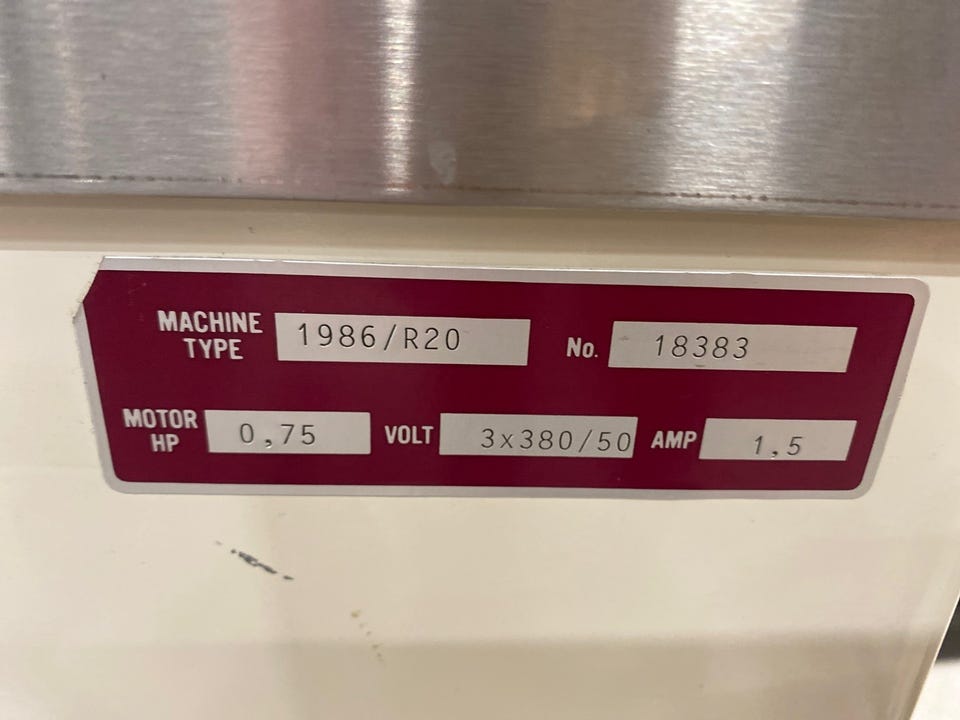 MACHINE TYPE 1986/R20 No. 18383
MOTOR HP 0,75 VOLT 3x380/50 AMP 1,5